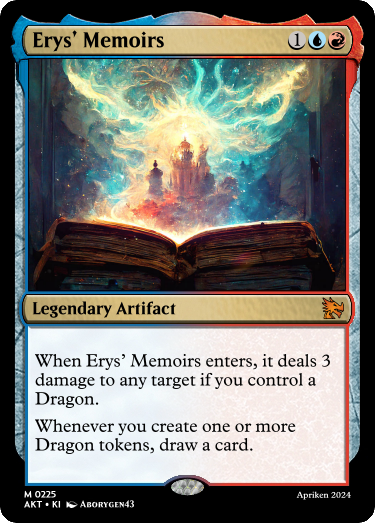 Erys' Memoirs 1
Legendary Artifact
When Erys' Memoirs enters, it deals 3
damage to any target if you control a
Dragon.
Whenever you create one or more
Dragon tokens, draw a card.
M 0225
AKT • KI Aborygen43
Apriken 2024